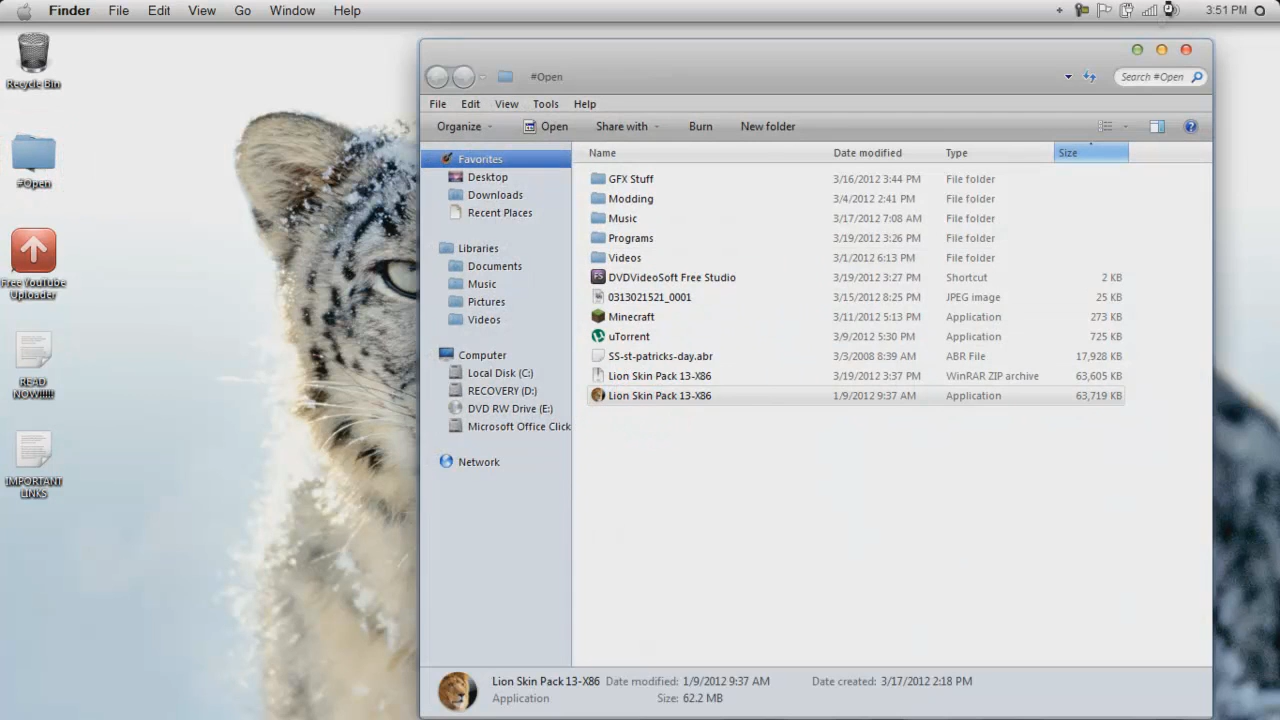 Finder File Edit View Go Window Help 3:51 PM
Recycle Bin
#Open
Free YouTube
Uploader
READ
NOW!!!!!
IMPORTANT
LINKS
#Open Search #Open
File Edit View Tools Help
Organize Open Share with Burn New folder
Favorites
Desktop
Downloads
Recent Places
Libraries
Documents
Music
Pictures
Videos
Computer
Local Disk (C:)
RECOVERY (D:)
DVD RW Drive (E:)
Microsoft Office Click
Network
Name Date modified Type Size
GFX Stuff 3/16/2012 3:44 PM File folder
Modding 3/4/2012 2:41 PM File folder
Music 3/17/2012 7:08 AM File folder
Programs 3/19/2012 3:26 PM File folder
Videos 3/1/2012 6:13 PM File folder
FS DVDVideoSoft Free Studio 3/19/2012 3:27 PM Shortcut 2 KB
0313021521_0001 3/15/2012 8:25 PM JPEG image 25 KB
Minecraft 3/11/2012 5:13 PM Application 273 KB
uTorrent 3/9/2012 5:30 PM Application 725 KB
SS-st-patricks-day.abr 3/3/2008 8:39 AM ABR File 17,928 KB
Lion Skin Pack 13-X86 3/19/2012 3:37 PM WinRAR ZIP archive 63,605 KB
Lion Skin Pack 13-X86 1/9/2012 9:37 AM Application 63,719 KB
Lion Skin Pack 13-X86 Date modified: 1/9/2012 9:37 AM Date created: 3/17/2012 2:18 PM
Application Size: 62.2 MB